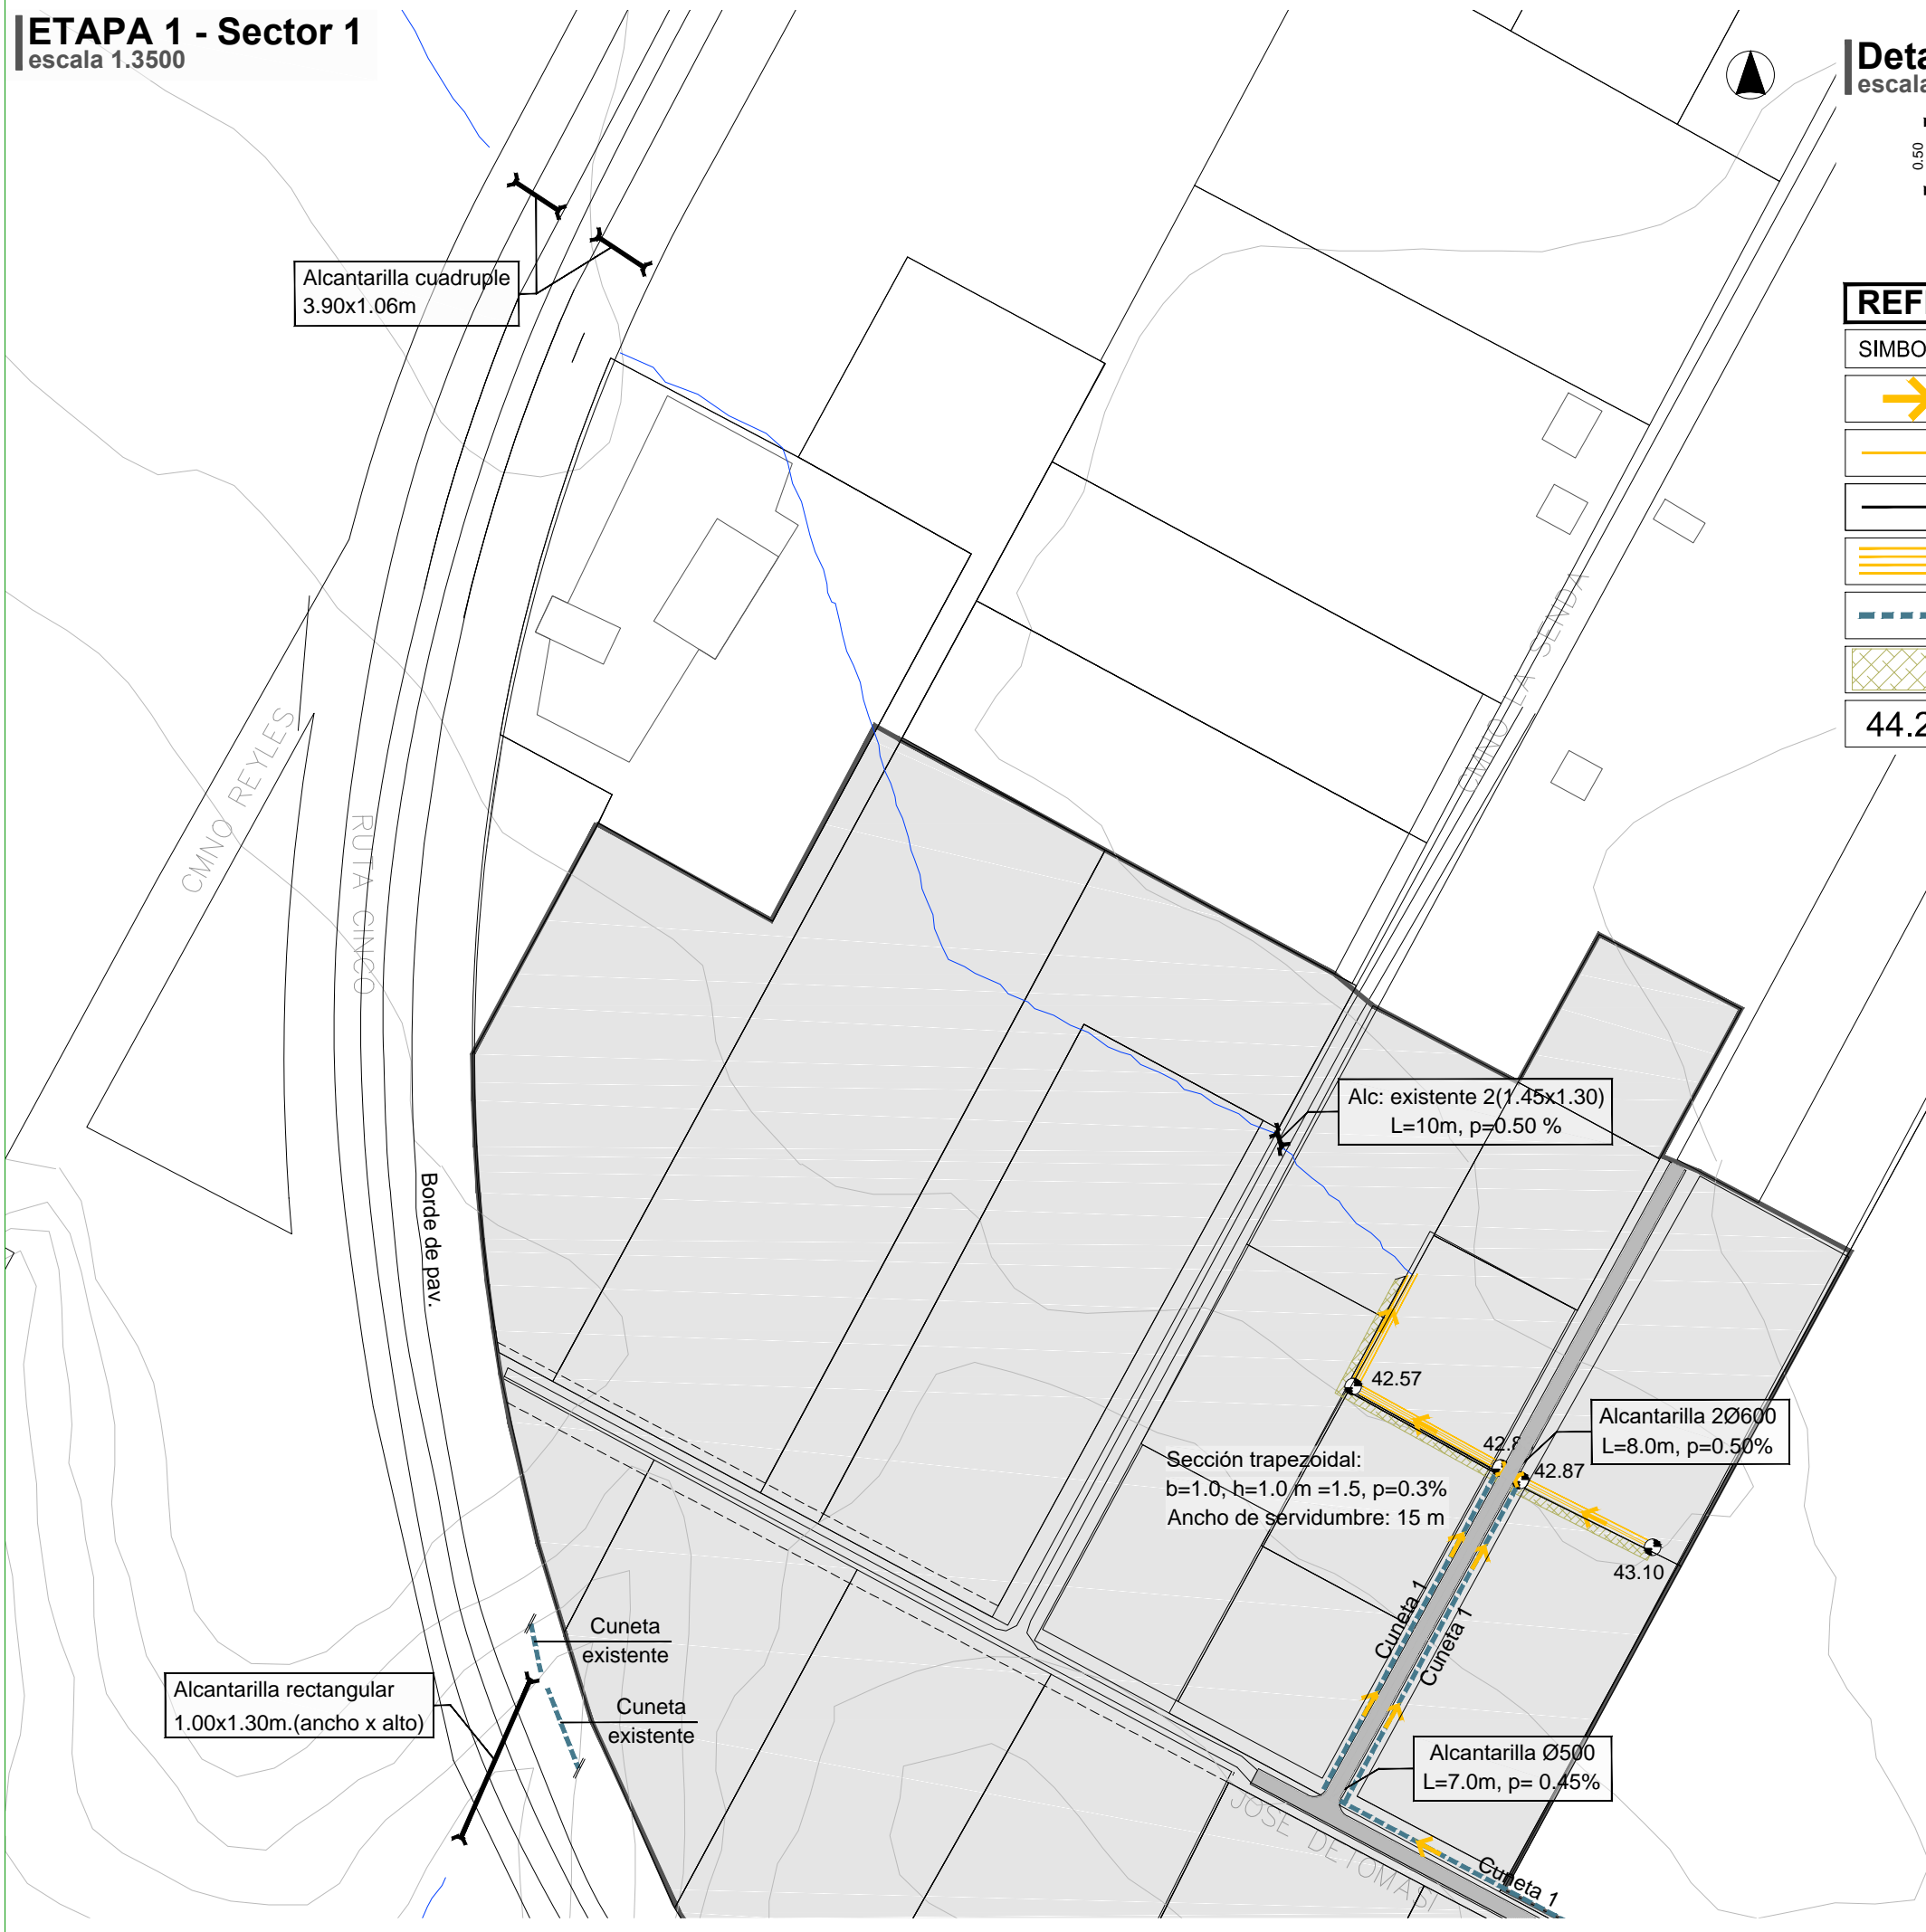 ETAPA 1 - Sector 1
escala 1.3500
Deta
escala
0.50
REF
SIMBO
44.2
Alcantarilla cuadruple
3.90x1.06m
CMNO LA SENDA
CMNO REYLES
RUTA CINCO
Borde de pav.
Alc: existente 2(1.45x1.30)
L=10m, p=0.50 %
42.57
Alcantarilla 2Ø600
L=8.0m, p=0.50%
42.8
42.87
Sección trapezoidal:
b=1.0, h=1.0 m =1.5, p=0.3%
Ancho de servidumbre: 15 m
43.10
Cuneta 1
Cuneta 1
Cuneta
existente
Cuneta
existente
Alcantarilla rectangular
1.00x1.30m.(ancho x alto)
Alcantarilla Ø500
L=7.0m, p= 0.45%
JOSE DETOMASI
Cuneta 1